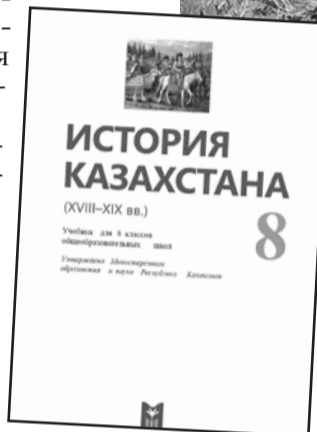 я
ИСТОРИЯ
КАЗАХСТАНА
(XVIII–XIX вв.)
8
Учебник для 8 классов
общеобразовательных школ
Утверждено Министерством
образования и науки Республики Казахстан